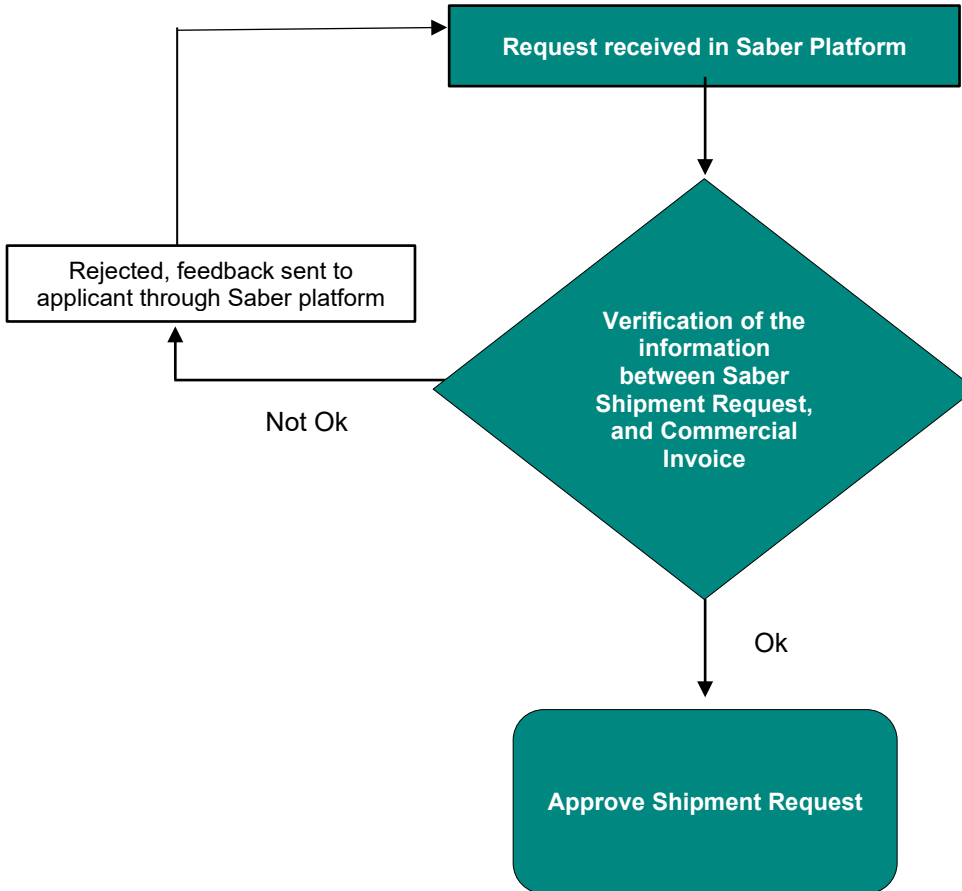 Request received in Saber Platform
Rejected, feedback sent to
applicant through Saber platform
Verification of the
information
between Saber
Shipment Request,
and Commercial
Invoice
Not Ok
Ok
Approve Shipment Request